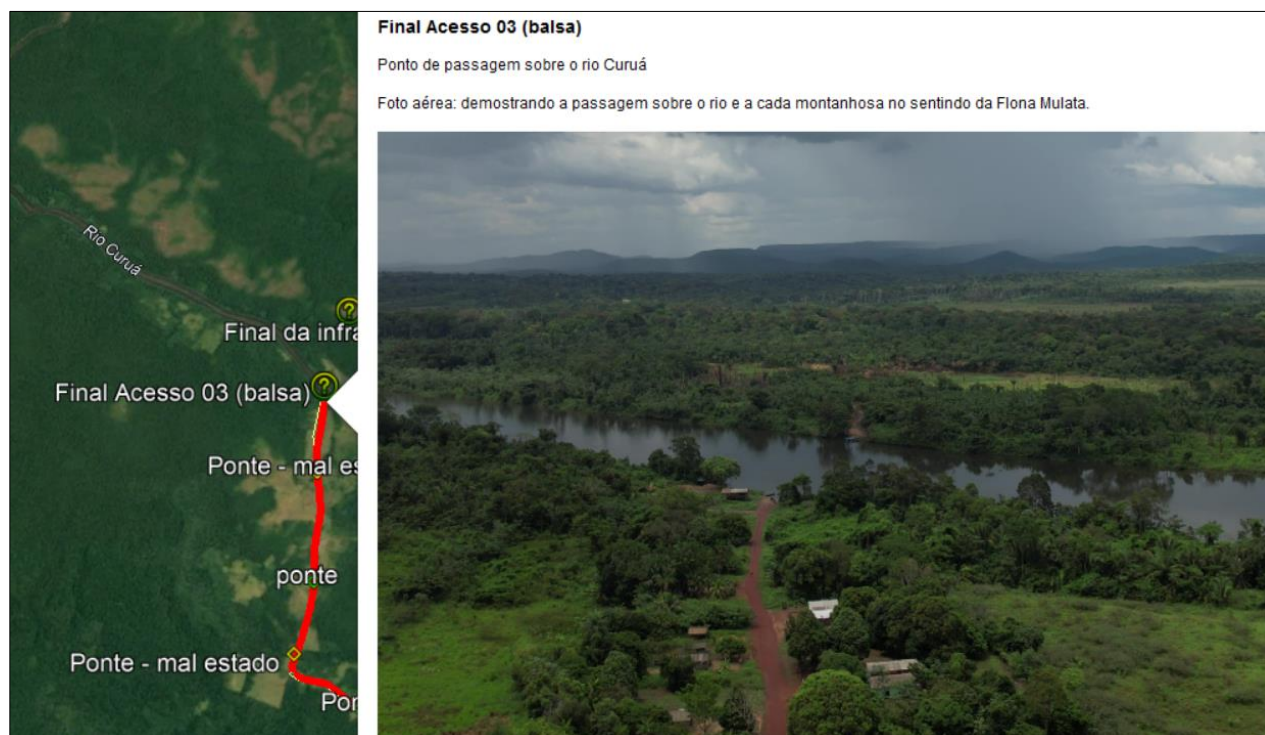 Final Acesso 03 (balsa)
Ponto de passagem sobre o rio Curuá
Foto aérea: demostrando a passagem sobre o rio e a cada montanhosa no sentindo da Flona Mulata.
Rio Curuá
Final da infra
Final Acesso 03 (balsa)
Ponte - mal es
ponte
Ponte - mal estado
Pon